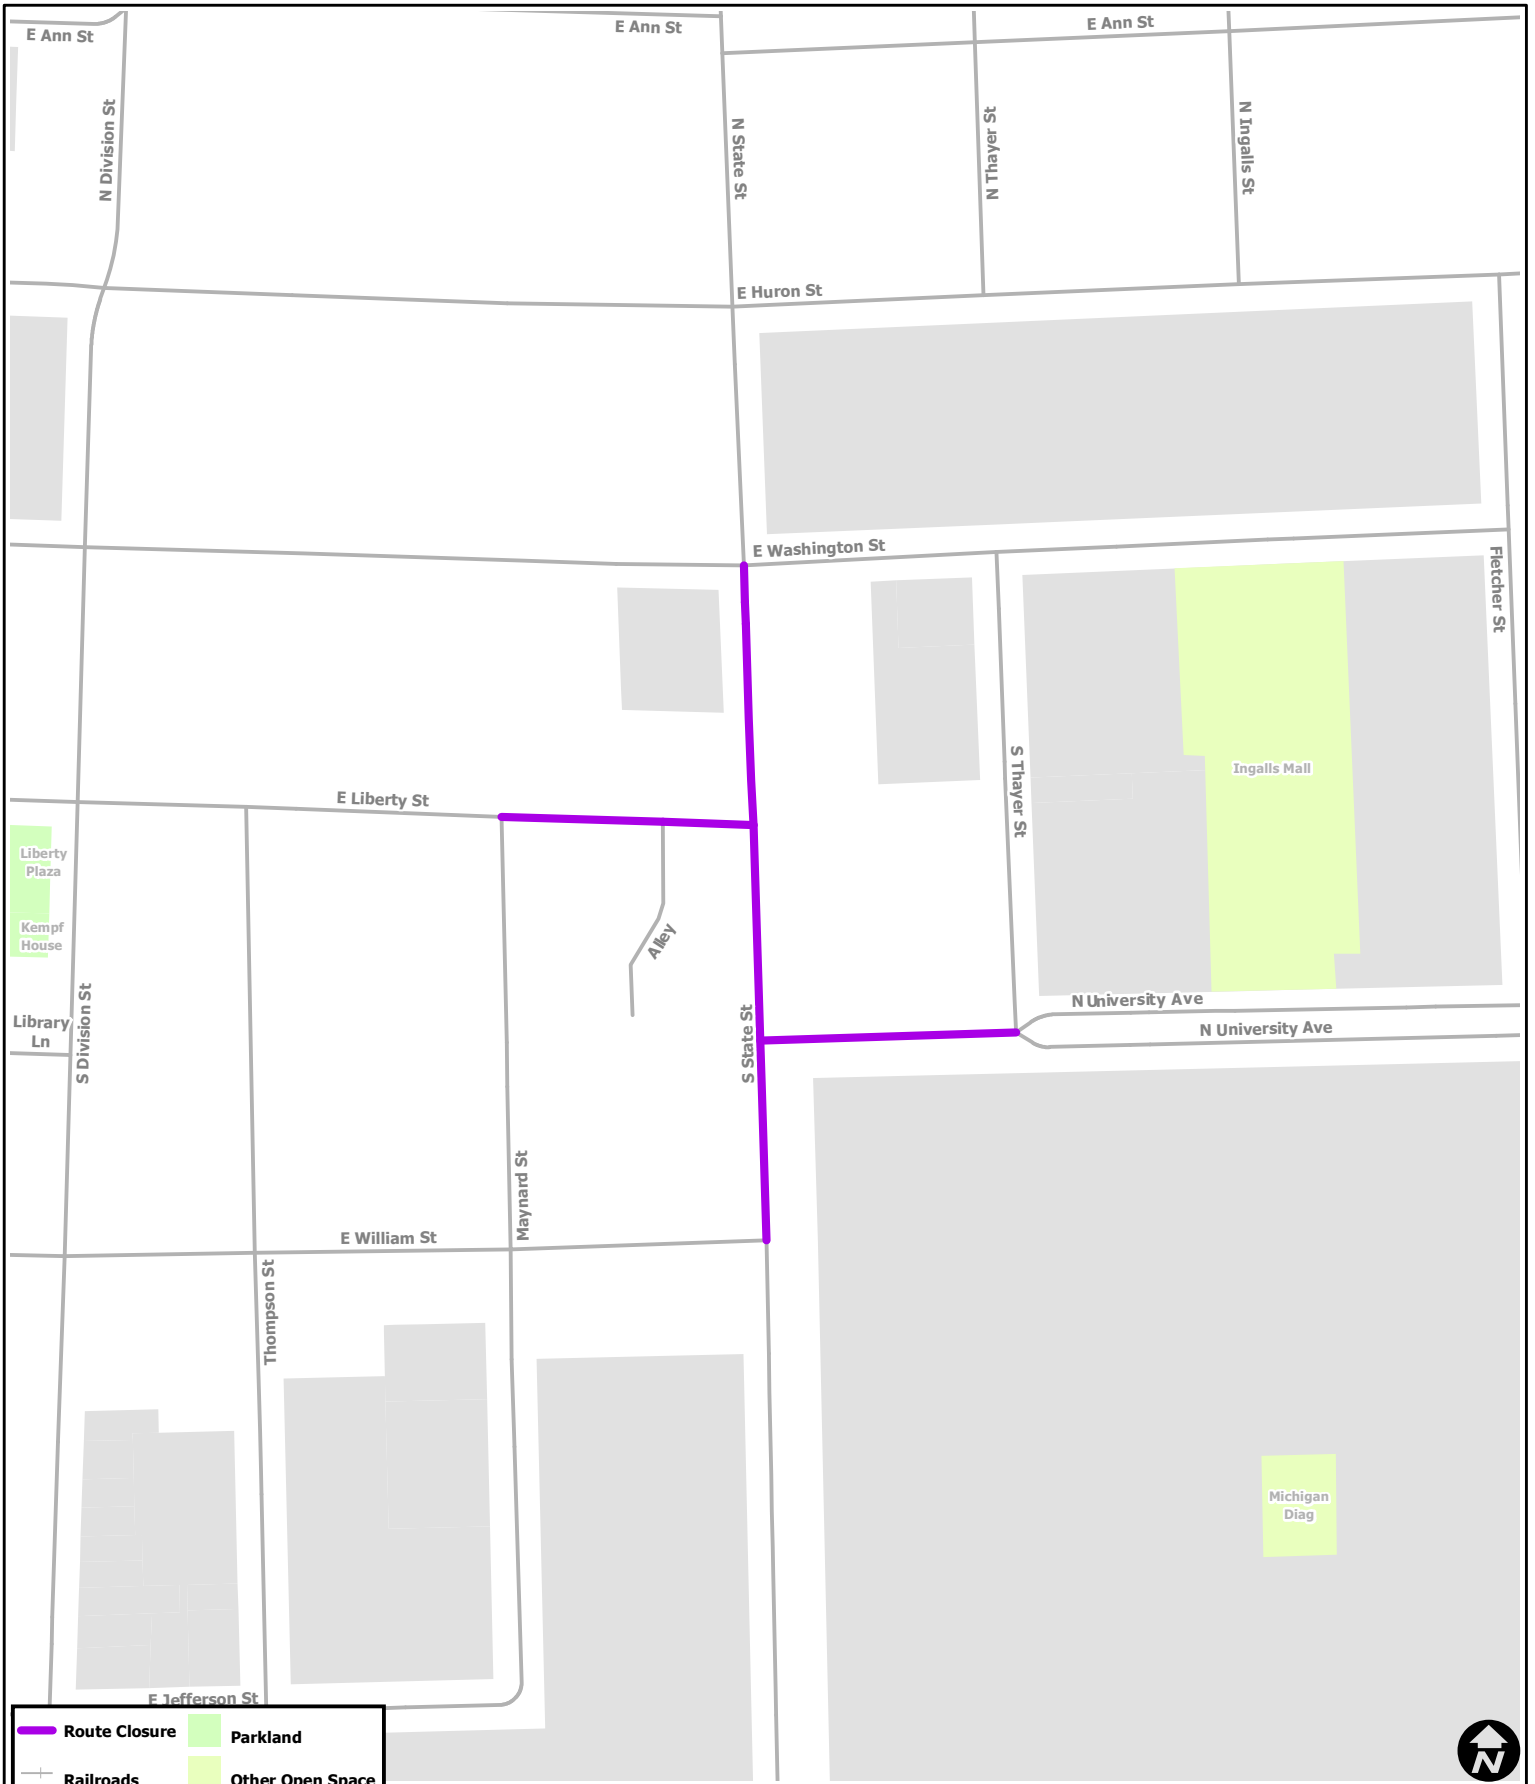 E Ann St
E Ann St
E Ann St
N Division St
N State St
N Thayer St
N Ingalls St
E Huron St
E Washington St
Fletcher St
S Thayer St
Ingalls Mall
E Liberty St
Liberty
Plaza
Kempf
House
Alley
S Division St
Library
Ln
S State St
N University Ave
N University Ave
Maynard St
E William St
Thompson St
Michigan
Diag
E Jefferson St
Route Closure
Parkland
Railroads
Other Open Space
N